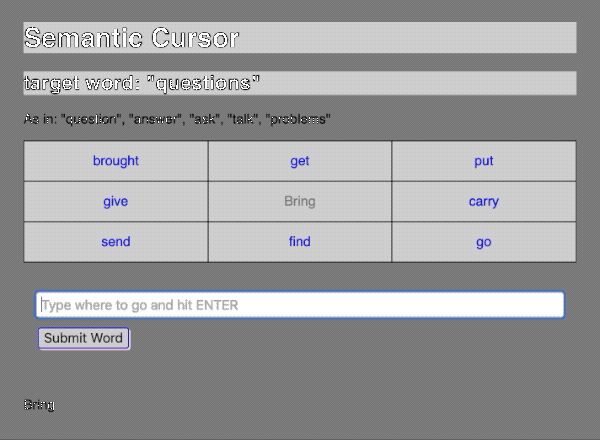 Semantic Cursor
target word: "questions"
As in: "question", "answer", "ask", "talk", "problems"
brought get put
give Bring carry
send find go
Type where to go and hit ENTER
Submit Word
Bring